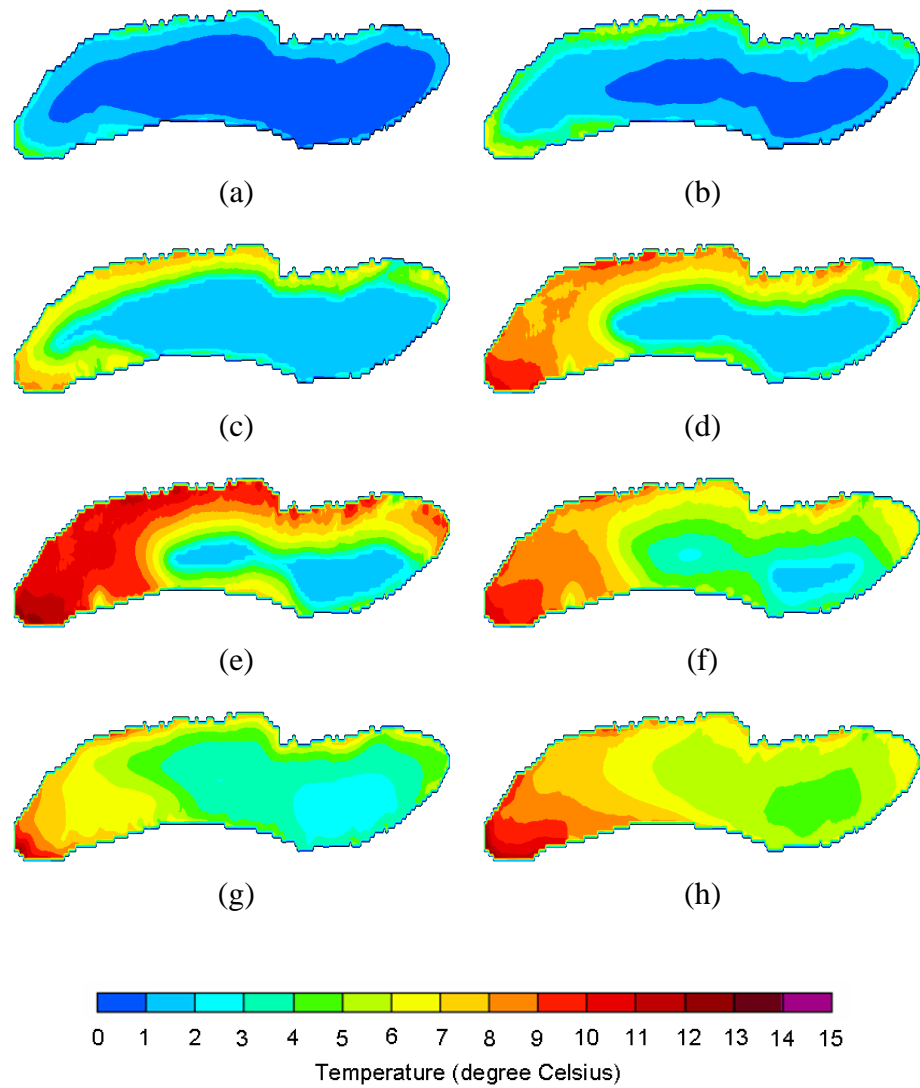 (a) (b)
(c) (d)
(e) (f)
(g) (h)
0 1 2 3 4 5 6 7 8 9 10 11 12 13 14 15
Temperature (degree Celsius)